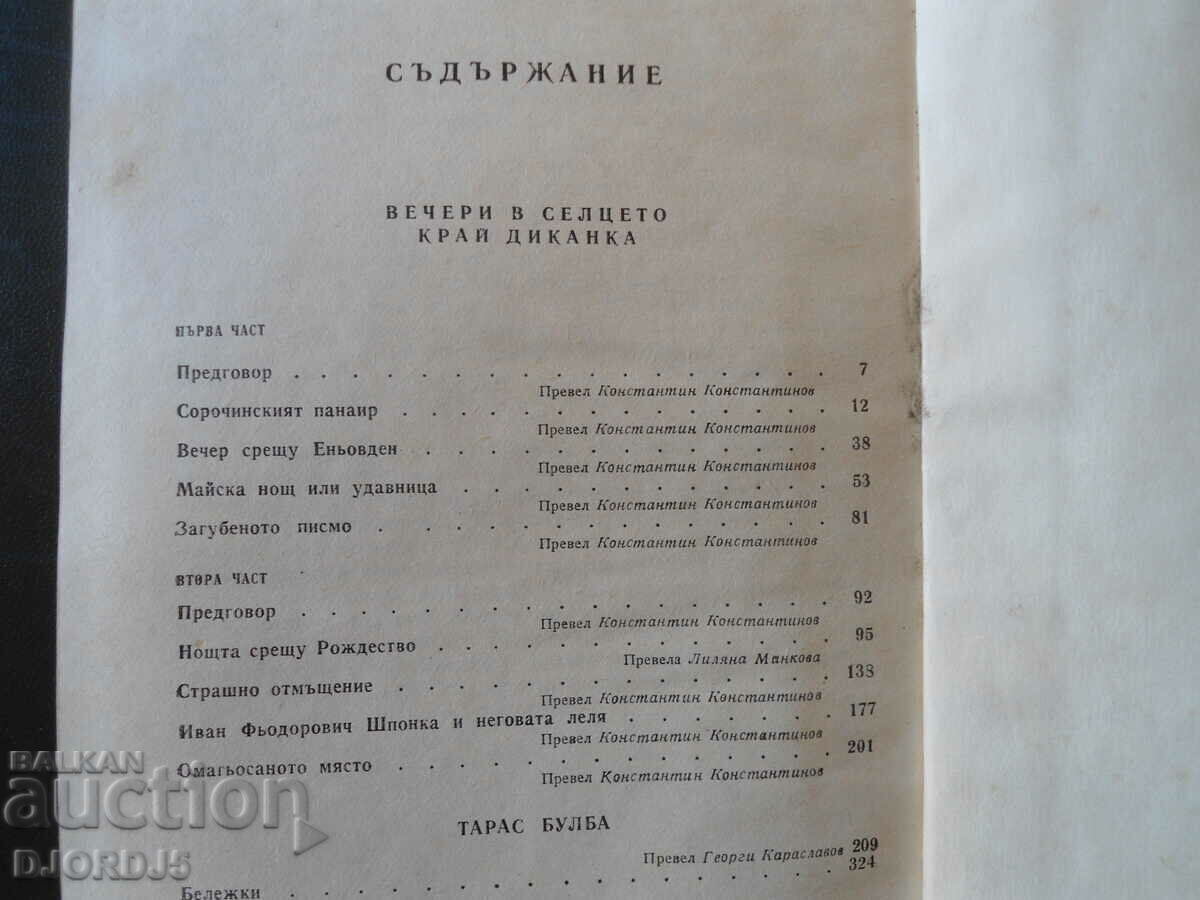 СЪДЪРЖАНИЕ
ВЕЧЕРИ В СЕЛЦЕТО
КРАЙ ДИКАНКА
ПЪРВА ЧАСТ
Предговор . . . . . . . . . . . . . . . . . 7
Превел Константин Константинов
Сорочинският панаир . . . . . . . . . . . . . . 12
Превел Константин Константинов
Вечер срещу Еньовден . . . . . . . . . . . . . 38
Превел Константин Константинов
Майска нощ или удавница . . . . . . . . . . . . 53
Превел Константин Константинов
Загубеното писмо . . . . . . . . . . . . . . . 81
Превел Константин Константинов
ВТОРА ЧАСТ
Предговор . . . . . . . . . . . . . . . . . 92
Превел Константин Константинов
Нощта срещу Рождество . . . . . . . . . . . . . 95
Превела Лиляна Минкова
Страшно отмъщение . . . . . . . . . . . . . . 138
Превел Константин Константинов
Иван Фьодорович Шпонка и неговата леля . . . . . . . 177
Превел Константин Константинов
Омагьосаното място . . . . . . . . . . . . . . 201
Превел Константин Константинов
ТАРАС БУЛБА
Превел Георги Караславов 209
Бележки . . . . . . . . . . . . . . . . . . 324
BALKAN
auction
DJORDJ5